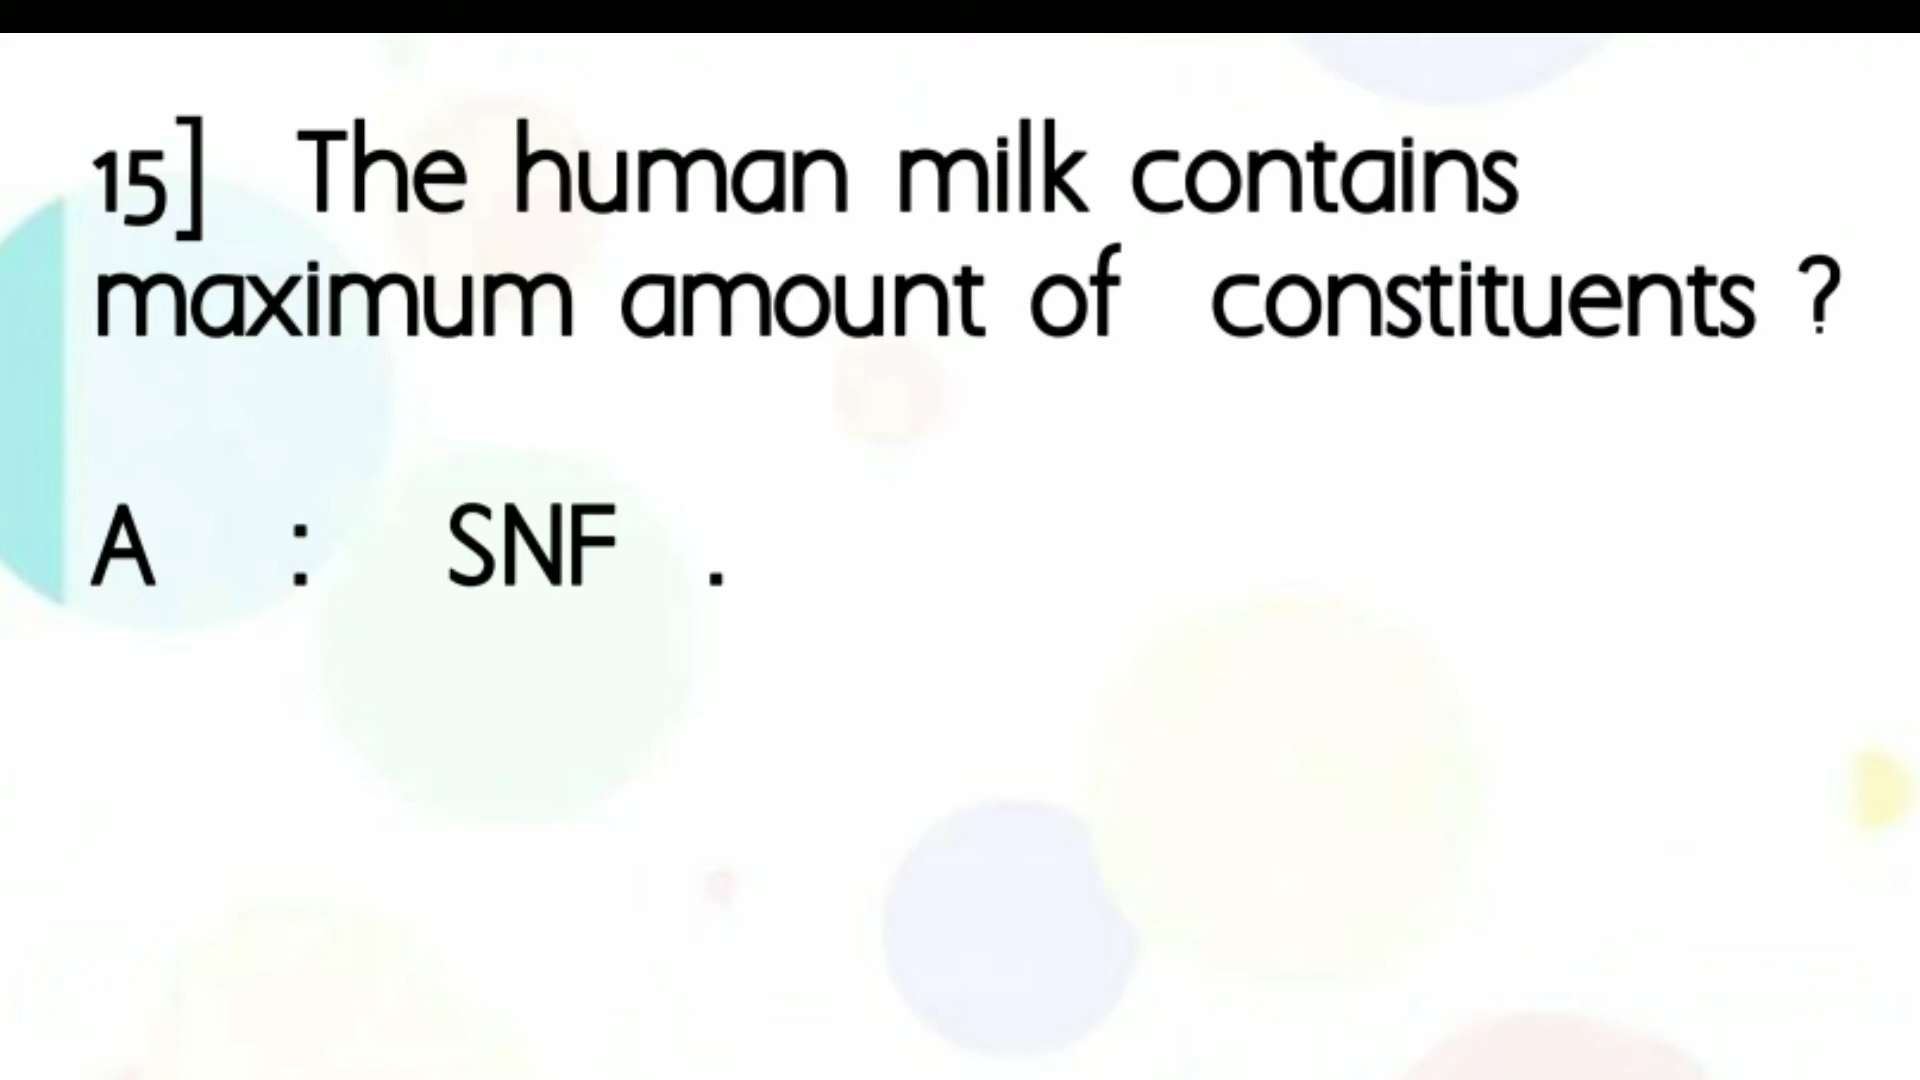 15] The human milk contains
maximum amount of constituents ?
A : SNF .